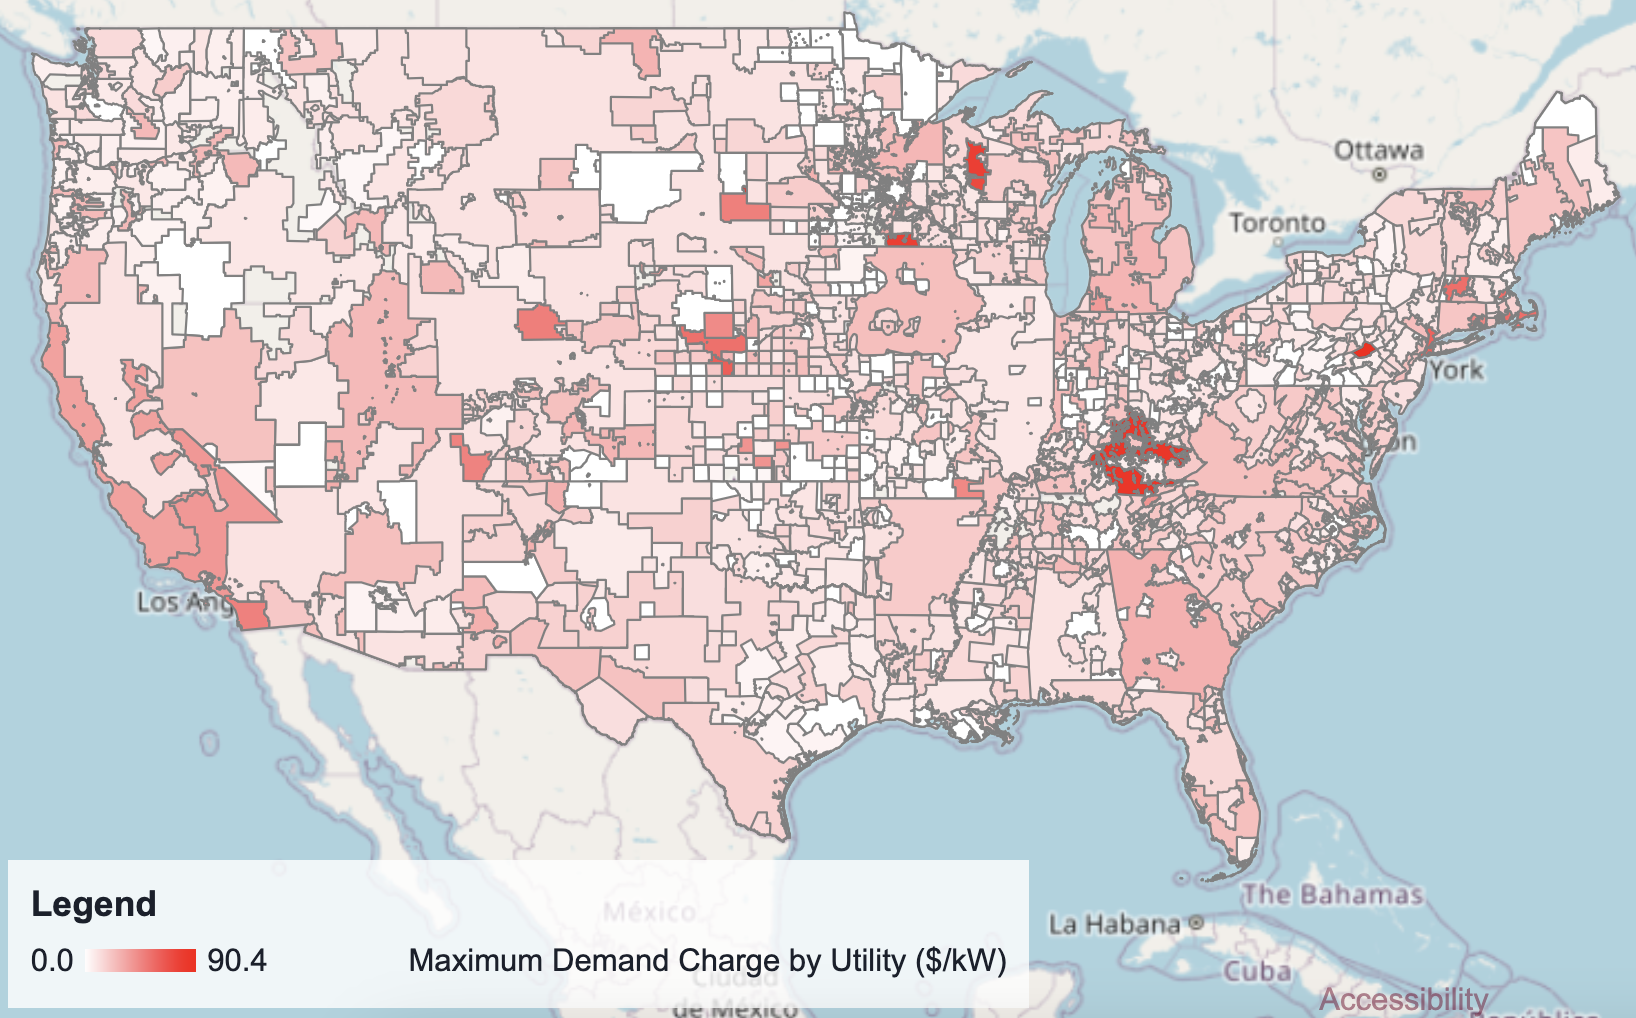 Ottawa
Toronto
York
on
Los Ang
The Bahamas
La Habana
Cuba
México
Ciudad
de México
Legend
0.0 90.4 Maximum Demand Charge by Utility ($/kW)
Accessibility
República